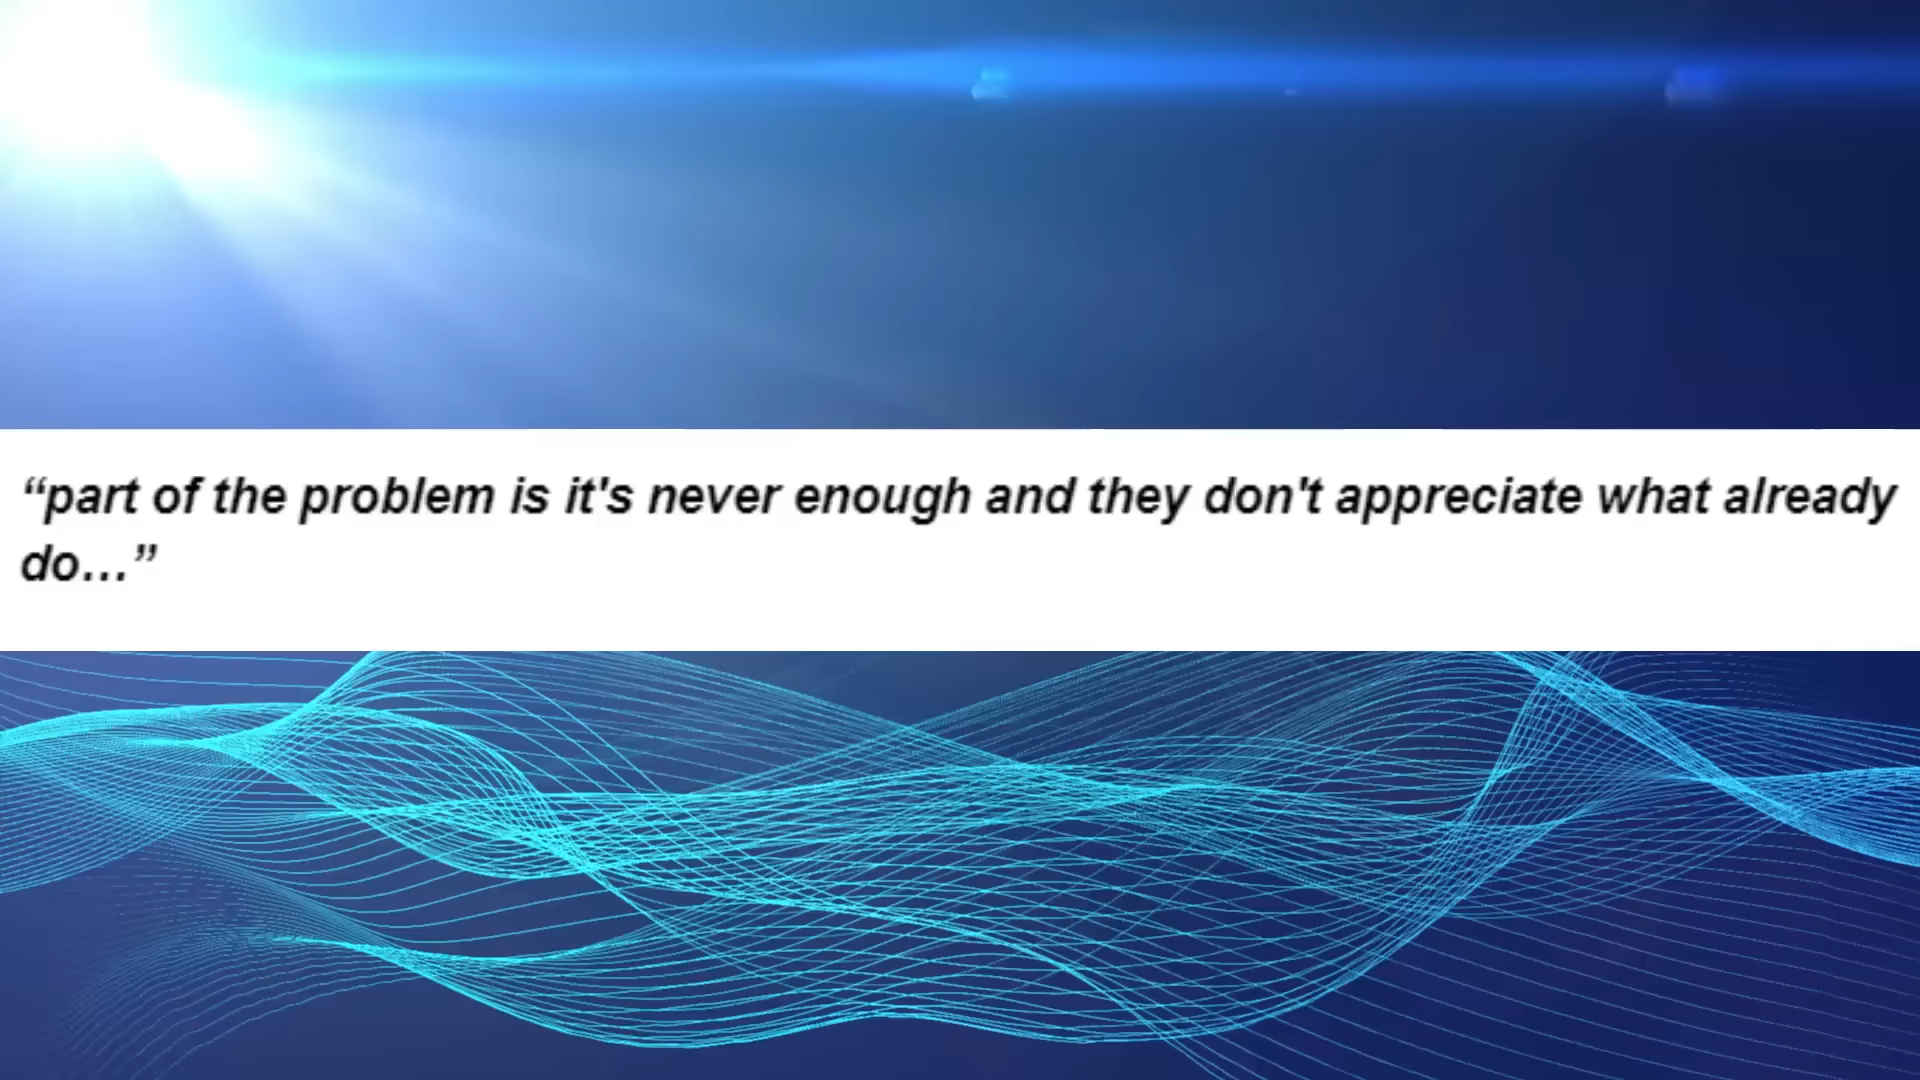 “part of the problem is it's never enough and they don't appreciate what already
do...”